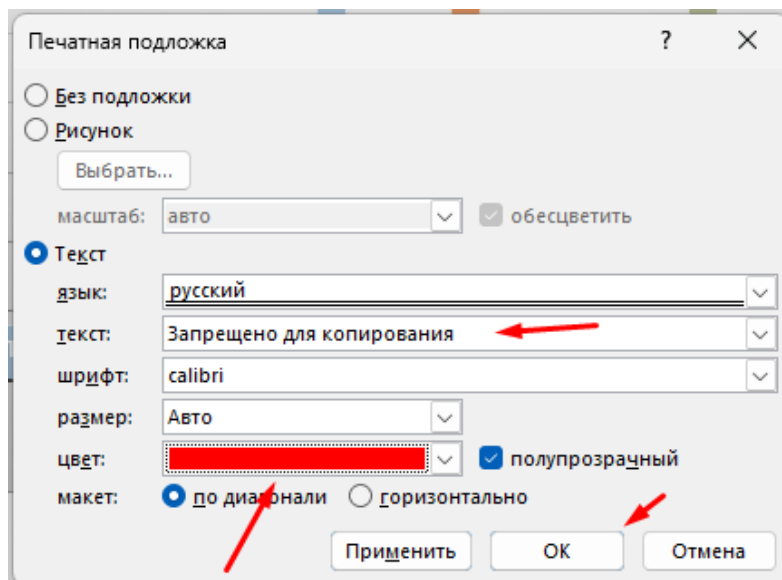 Печатная подложка ?
Без подложки
Рисунок
Выбрать...
масштаб: авто обесцветить
Текст
язык: русский
текст: Запрещено для копирования
шрифт: calibri
размер: Авто
цвет: полупрозрачный
макет: по диагонали горизонтально
Применить ОК Отмена